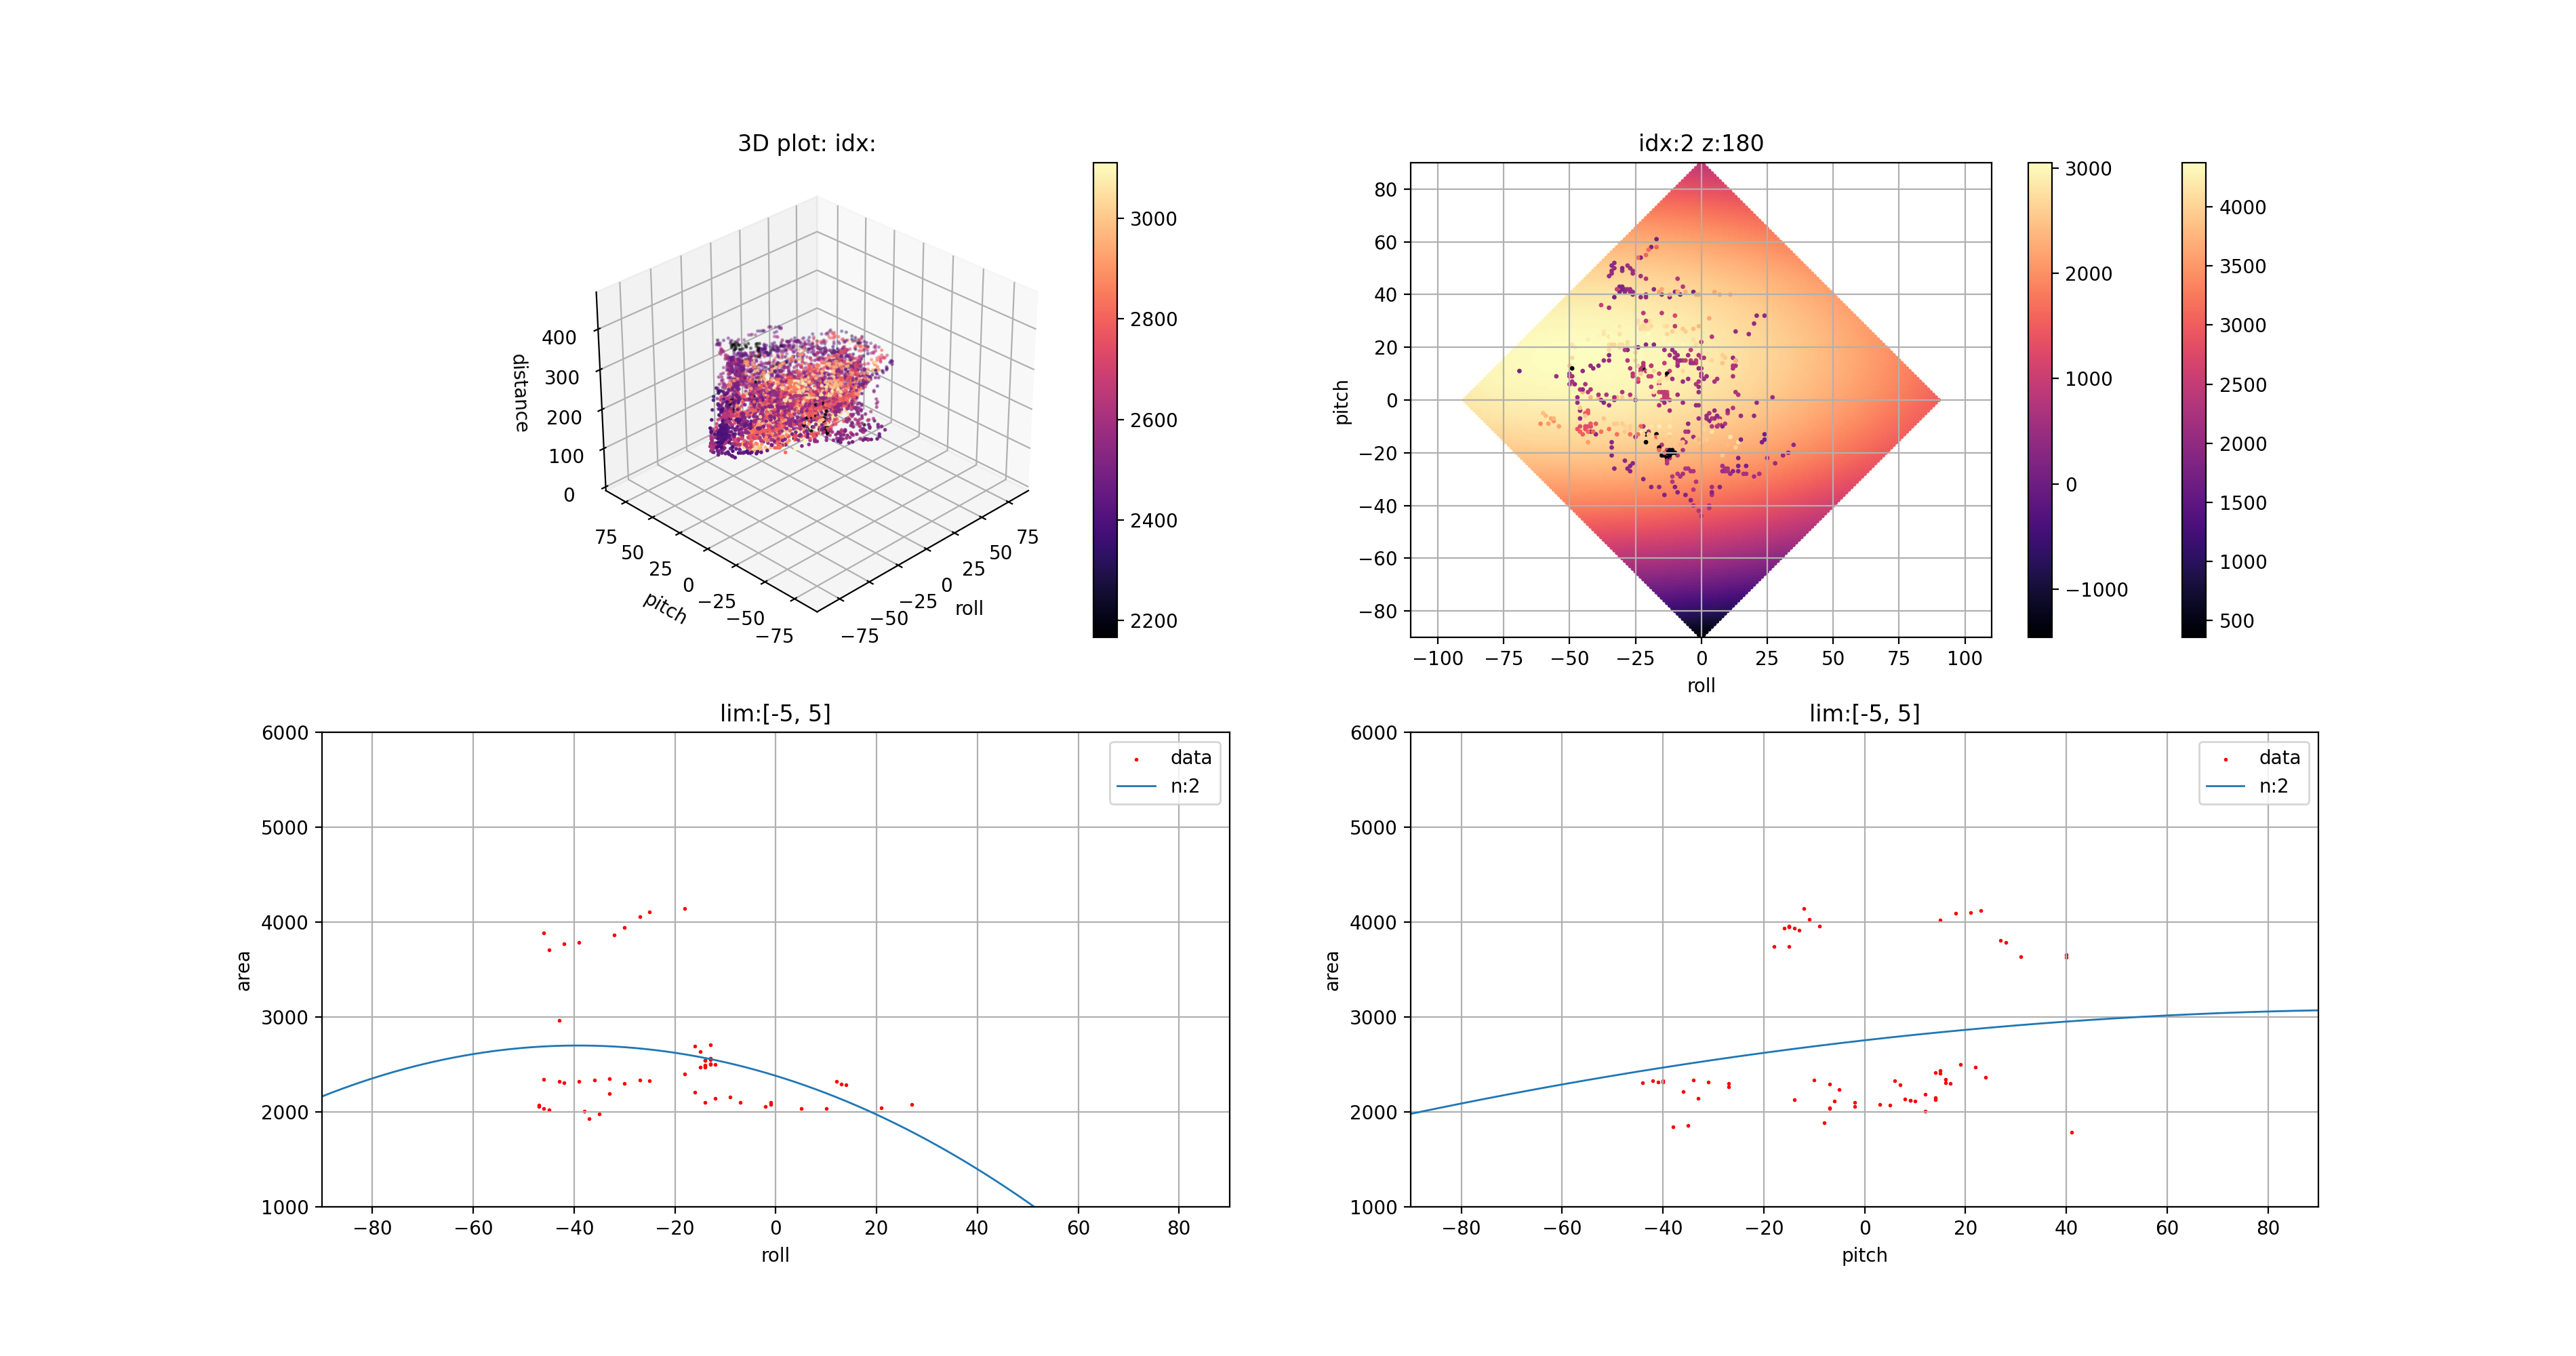 3D plot: idx:
400
300
200
100
0
distance
75
50
25
0
−25
−50
−75
pitch
−75
−50
−25
0
25
50
75
roll
3000
2800
2600
2400
2200
idx:2 z:180
80
60
40
20
0
−20
−40
−60
−80
pitch
−100 −75 −50 −25 0 25 50 75 100
roll
3000
2000
1000
0
−1000
4000
3500
3000
2500
2000
1500
1000
500
lim:[-5, 5]
6000
5000
4000
3000
2000
1000
area
data
n:2
−80 −60 −40 −20 0 20 40 60 80
roll
lim:[-5, 5]
6000
5000
4000
3000
2000
1000
area
data
n:2
−80 −60 −40 −20 0 20 40 60 80
pitch